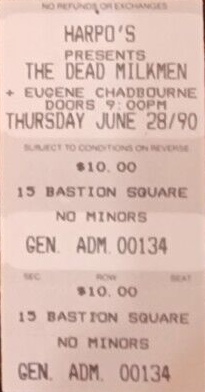 NO REFUNDS OR EXCHANGES
HARPO'S
PRESENTS
THE DEAD MILKMEN
+ EUGENE CHADBOURNE
DOORS 9:00PM
THURSDAY JUNE 28/90
SUBJECT TO CONDITIONS ON REVERSE
$10.00
15 BASTION SQUARE
NO MINORS
GEN. ADM. 00134
SEC. ROW SEAT
$10.00
15 BASTION SQUARE
NO MINORS
GEN. ADM. 00134